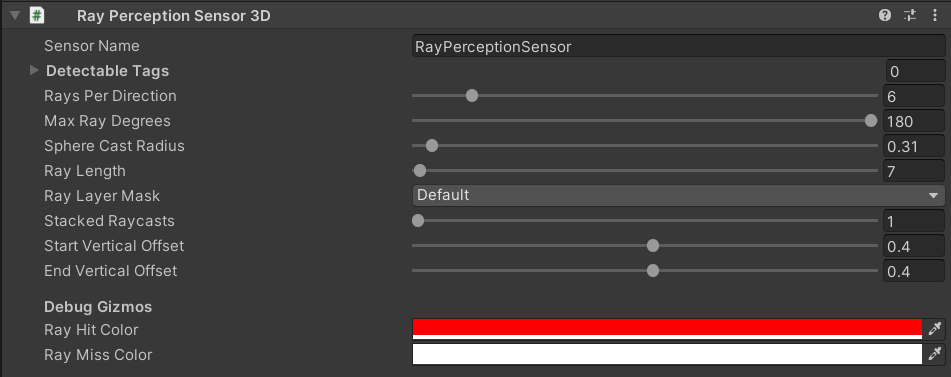 Ray Perception Sensor 3D
Sensor Name RayPerceptionSensor
Detectable Tags 0
Rays Per Direction 6
Max Ray Degrees 180
Sphere Cast Radius 0.31
Ray Length 7
Ray Layer Mask Default
Stacked Raycasts 1
Start Vertical Offset 0.4
End Vertical Offset 0.4
Debug Gizmos
Ray Hit Color
Ray Miss Color